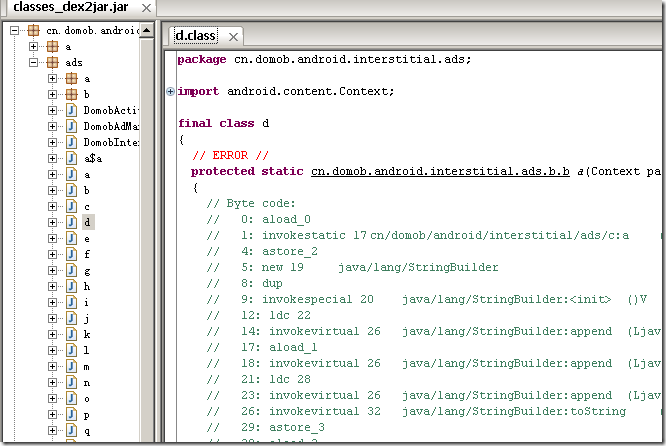 classes_dex2jar.jar
cn.domob.android
a
ads
a
b
DomobActi
DomobAdMa
DomobInte
a$a
a
b
c
d
e
f
g
h
i
j
k
l
m
n
o
p
q
d.class
package cn.domob.android.interstitial.ads;
import android.content.Context;
final class d
{
// ERROR //
protected static cn.domob.android.interstitial.ads.b.b a(Context pa
{
// Byte code:
// 0: aload_0
// 1: invokestatic 17 cn/domob/android/interstitial/ads/c:a
// 4: astore_2
// 5: new 19 java/lang/StringBuilder
// 8: dup
// 9: invokespecial 20 java/lang/StringBuilder:<init> ()V
// 12: ldc 22
// 14: invokevirtual 26 java/lang/StringBuilder:append (Ljav
// 17: aload_1
// 18: invokevirtual 26 java/lang/StringBuilder:append (Ljav
// 21: ldc 28
// 23: invokevirtual 26 java/lang/StringBuilder:append (Ljav
// 26: invokevirtual 32 java/lang/StringBuilder:toString
// 29: astore_3